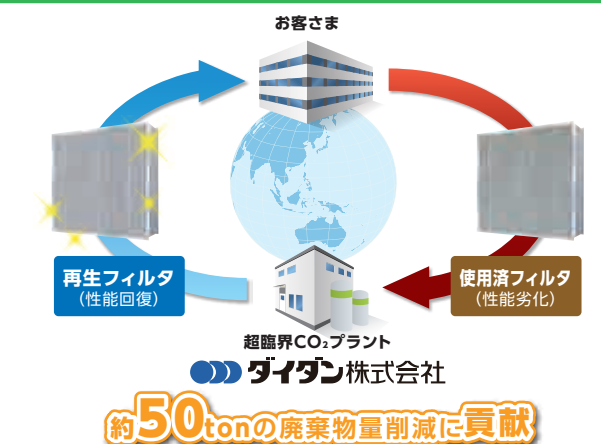 お客さま
再生フィルタ
（性能回復）
使用済フィルタ
（性能劣化）
超臨界CO₂プラント
ダイダン株式会社
約50tonの廃棄物量削減に貢献